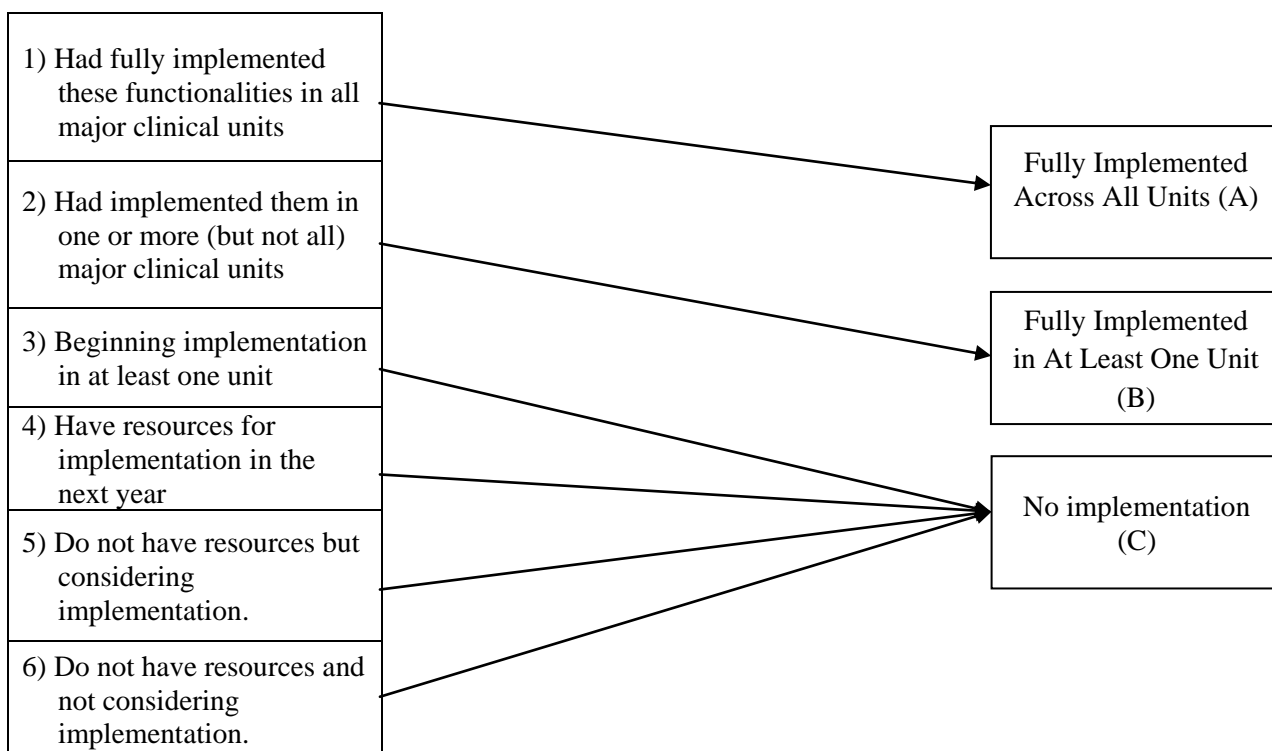 1) Had fully implemented
these functionalities in all
major clinical units
2) Had implemented them in
one or more (but not all)
major clinical units
3) Beginning implementation
in at least one unit
4) Have resources for
implementation in the
next year
5) Do not have resources but
considering
implementation.
6) Do not have resources and
not considering
implementation.
Fully Implemented
Across All Units (A)
Fully Implemented
in At Least One Unit
(B)
No implementation
(C)